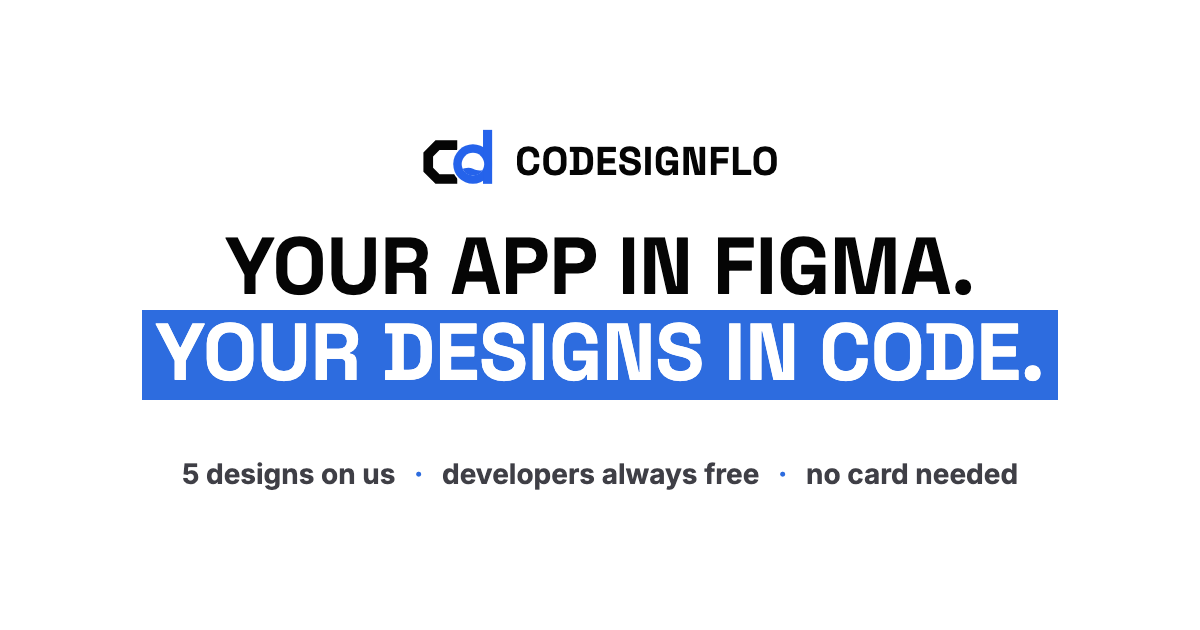 cd CODESIGNFLO
YOUR APP IN FIGMA.
YOUR DESIGNS IN CODE.
5 designs on us · developers always free · no card needed